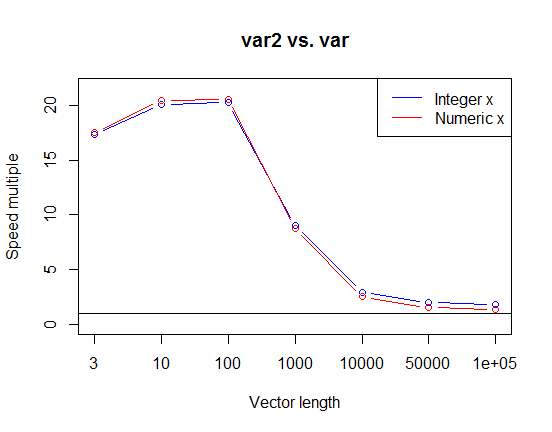 var2 vs. var
Integer x
Numeric x
Speed multiple
20
15
10
5
0
3 10 100 1000 10000 50000 1e+05
Vector length